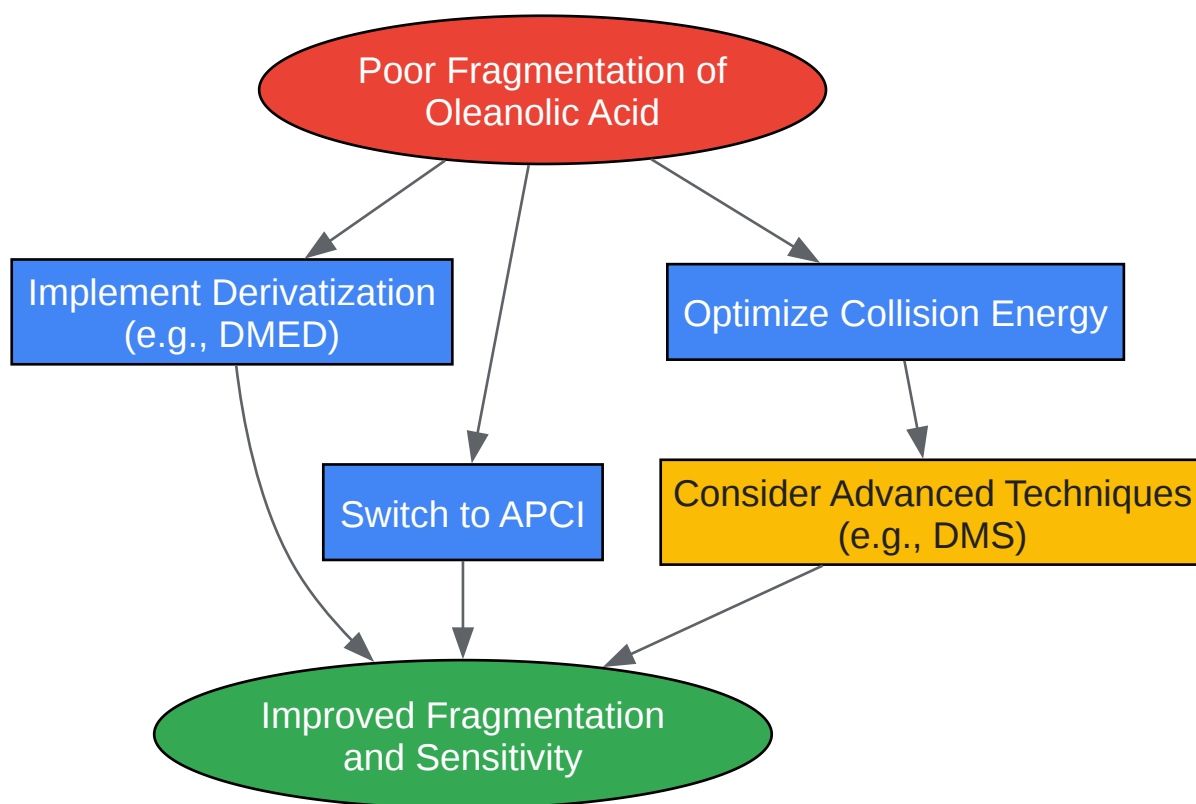 Poor Fragmentation of
Oleanolic Acid
Implement Derivatization
(e.g., DMED)
Optimize Collision Energy
Switch to APCI
Consider Advanced Techniques
(e.g., DMS)
Improved Fragmentation
and Sensitivity